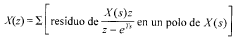 X(z) = Σ [ residuo de X(s)z / z − e^Ts en un polo de X(s) ]